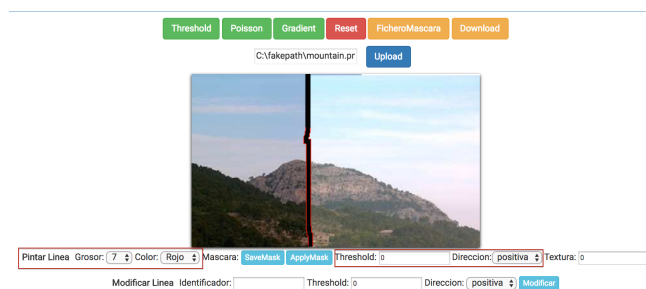 Threshold Poisson Gradient Reset FicheroMascara Download
C:\fakepath\mountain.pr Upload
Pintar Linea Grosor: 7 Color: Rojo Mascara: SaveMask ApplyMask Threshold: 0 Direccion: positiva Textura: 0
Modificar Linea Identificador: Threshold: 0 Direccion: positiva Modificar